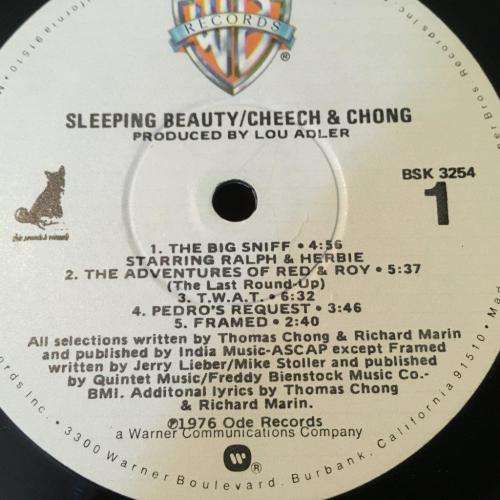 WB
RECORDS
®
SLEEPING BEAUTY/CHEECH & CHONG
PRODUCED BY LOU ADLER
BSK 3254
1
1. THE BIG SNIFF • 4:56
STARRING RALPH & HERBIE
2. THE ADVENTURES OF RED & ROY • 5:37
(The Last Round-Up)
3. T.W.A.T. • 6:32
4. PEDRO'S REQUEST • 3:46
5. FRAMED • 2:40
All selections written by Thomas Chong & Richard Marin
and published by India Music-ASCAP except Framed
written by Jerry Lieber/Mike Stoller and published
by Quintet Music/Freddy Bienstock Music Co.-
BMI. Additonal lyrics by Thomas Chong
& Richard Marin.
℗1976 Ode Records
a Warner Communications Company
®
Records Inc. • 3300 Warner Boulevard, Burbank, California 91510 • Mad